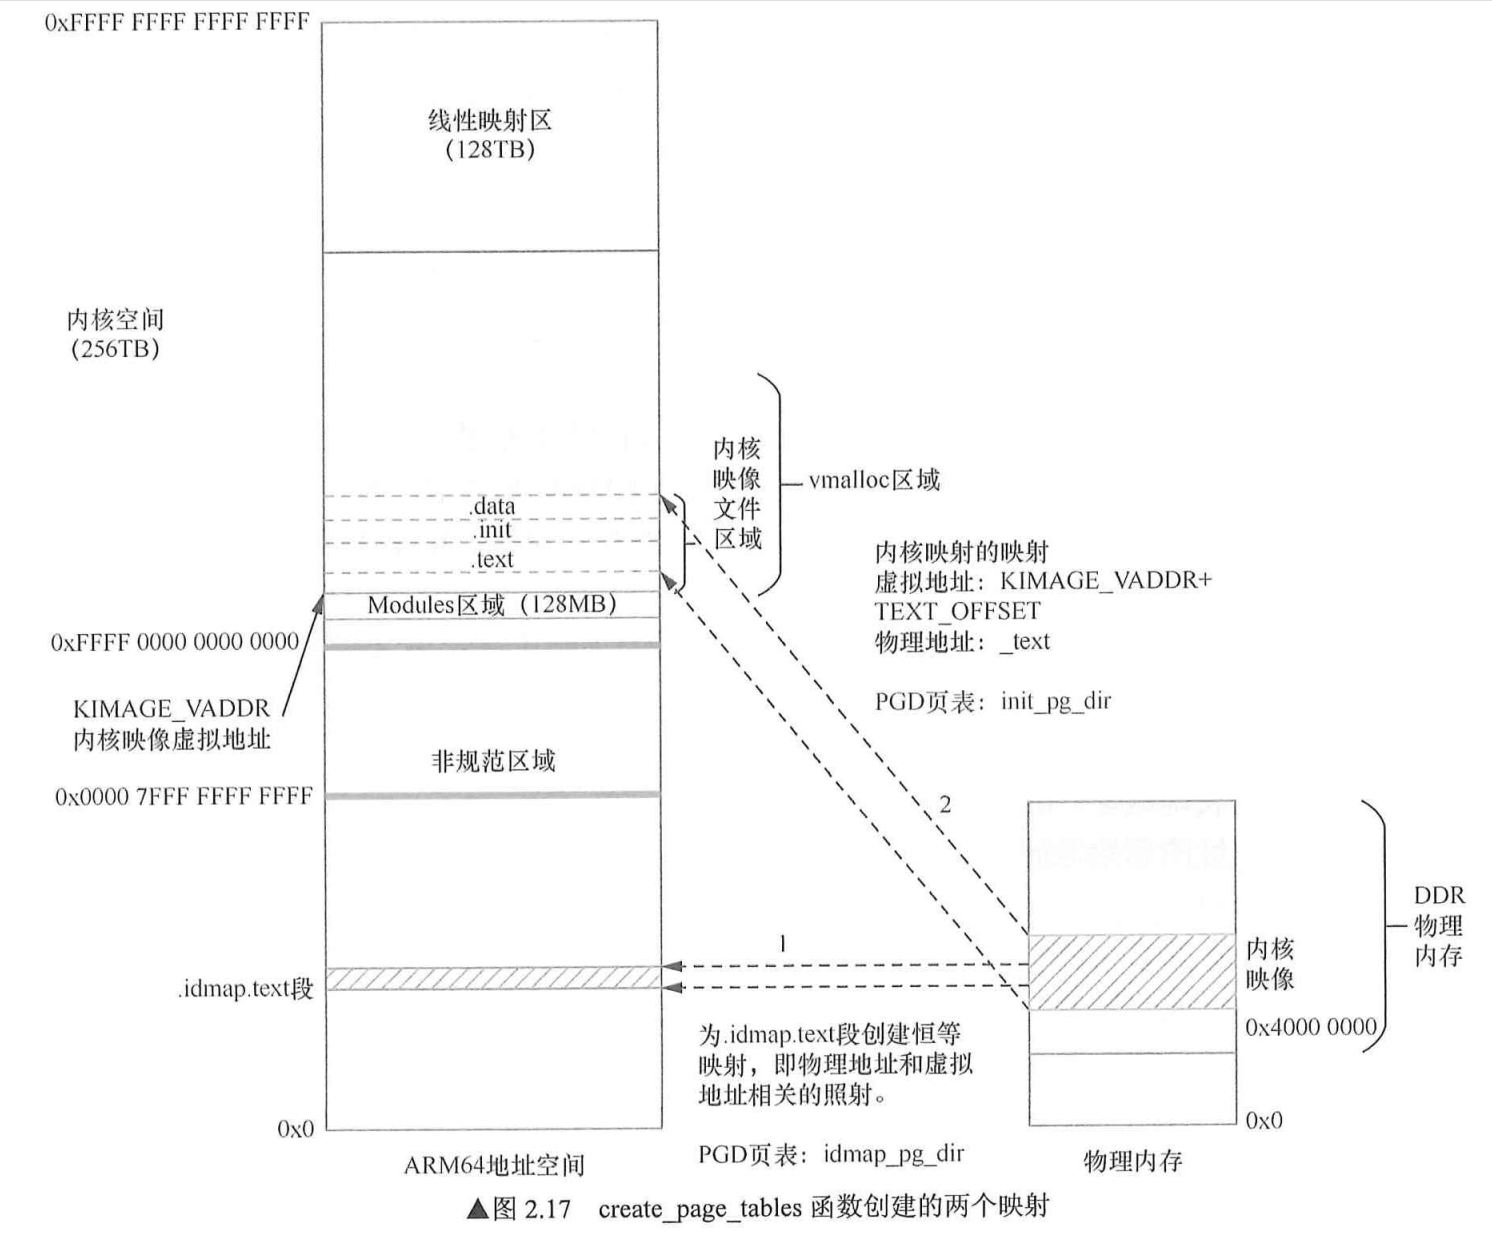 0xFFFF FFFF FFFF FFFF
线性映射区
(128TB)
内核空间
(256TB)
内核
映像
文件
区域
vmalloc区域
.data
.init
.text
Modules区域（128MB）
内核映射的映射
虚拟地址：KIMAGE_VADDR+
TEXT_OFFSET
物理地址：_text
PGD页表：init_pg_dir
0xFFFF 0000 0000 0000
KIMAGE_VADDR
内核映像虚拟地址
非规范区域
0x0000 7FFF FFFF FFFF
2
1
DDR
物理
内存
内核
映像
.idmap.text段
0x4000 0000
为.idmap.text段创建恒等
映射，即物理地址和虚拟
地址相关的照射。
0x0
0x0
PGD页表：idmap_pg_dir
ARM64地址空间
物理内存
▲图 2.17 create_page_tables 函数创建的两个映射